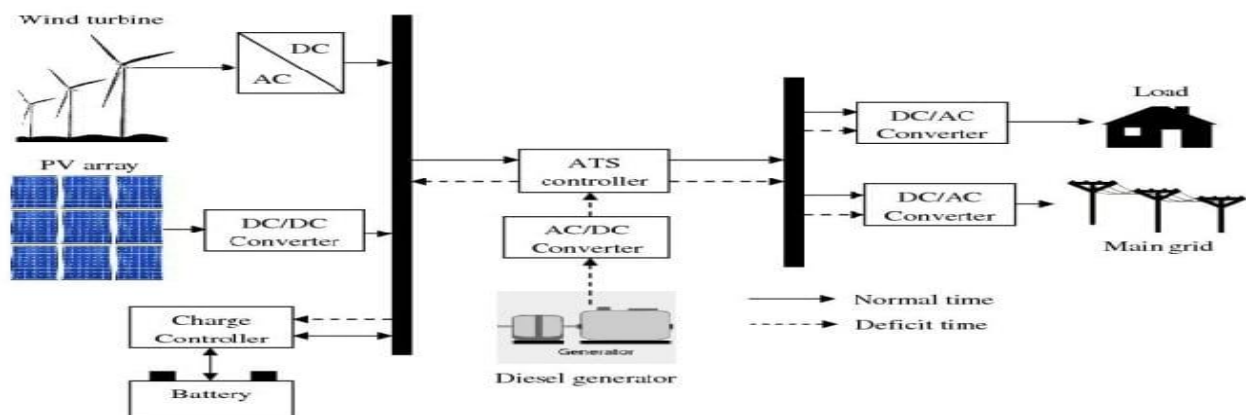 Wind turbine
DC
AC
PV array
DC/DC
Converter
Charge
Controller
Battery
ATS
controller
AC/DC
Converter
Generator
Diesel generator
DC/AC
Converter
Load
DC/AC
Converter
Main grid
Normal time
Deficit time